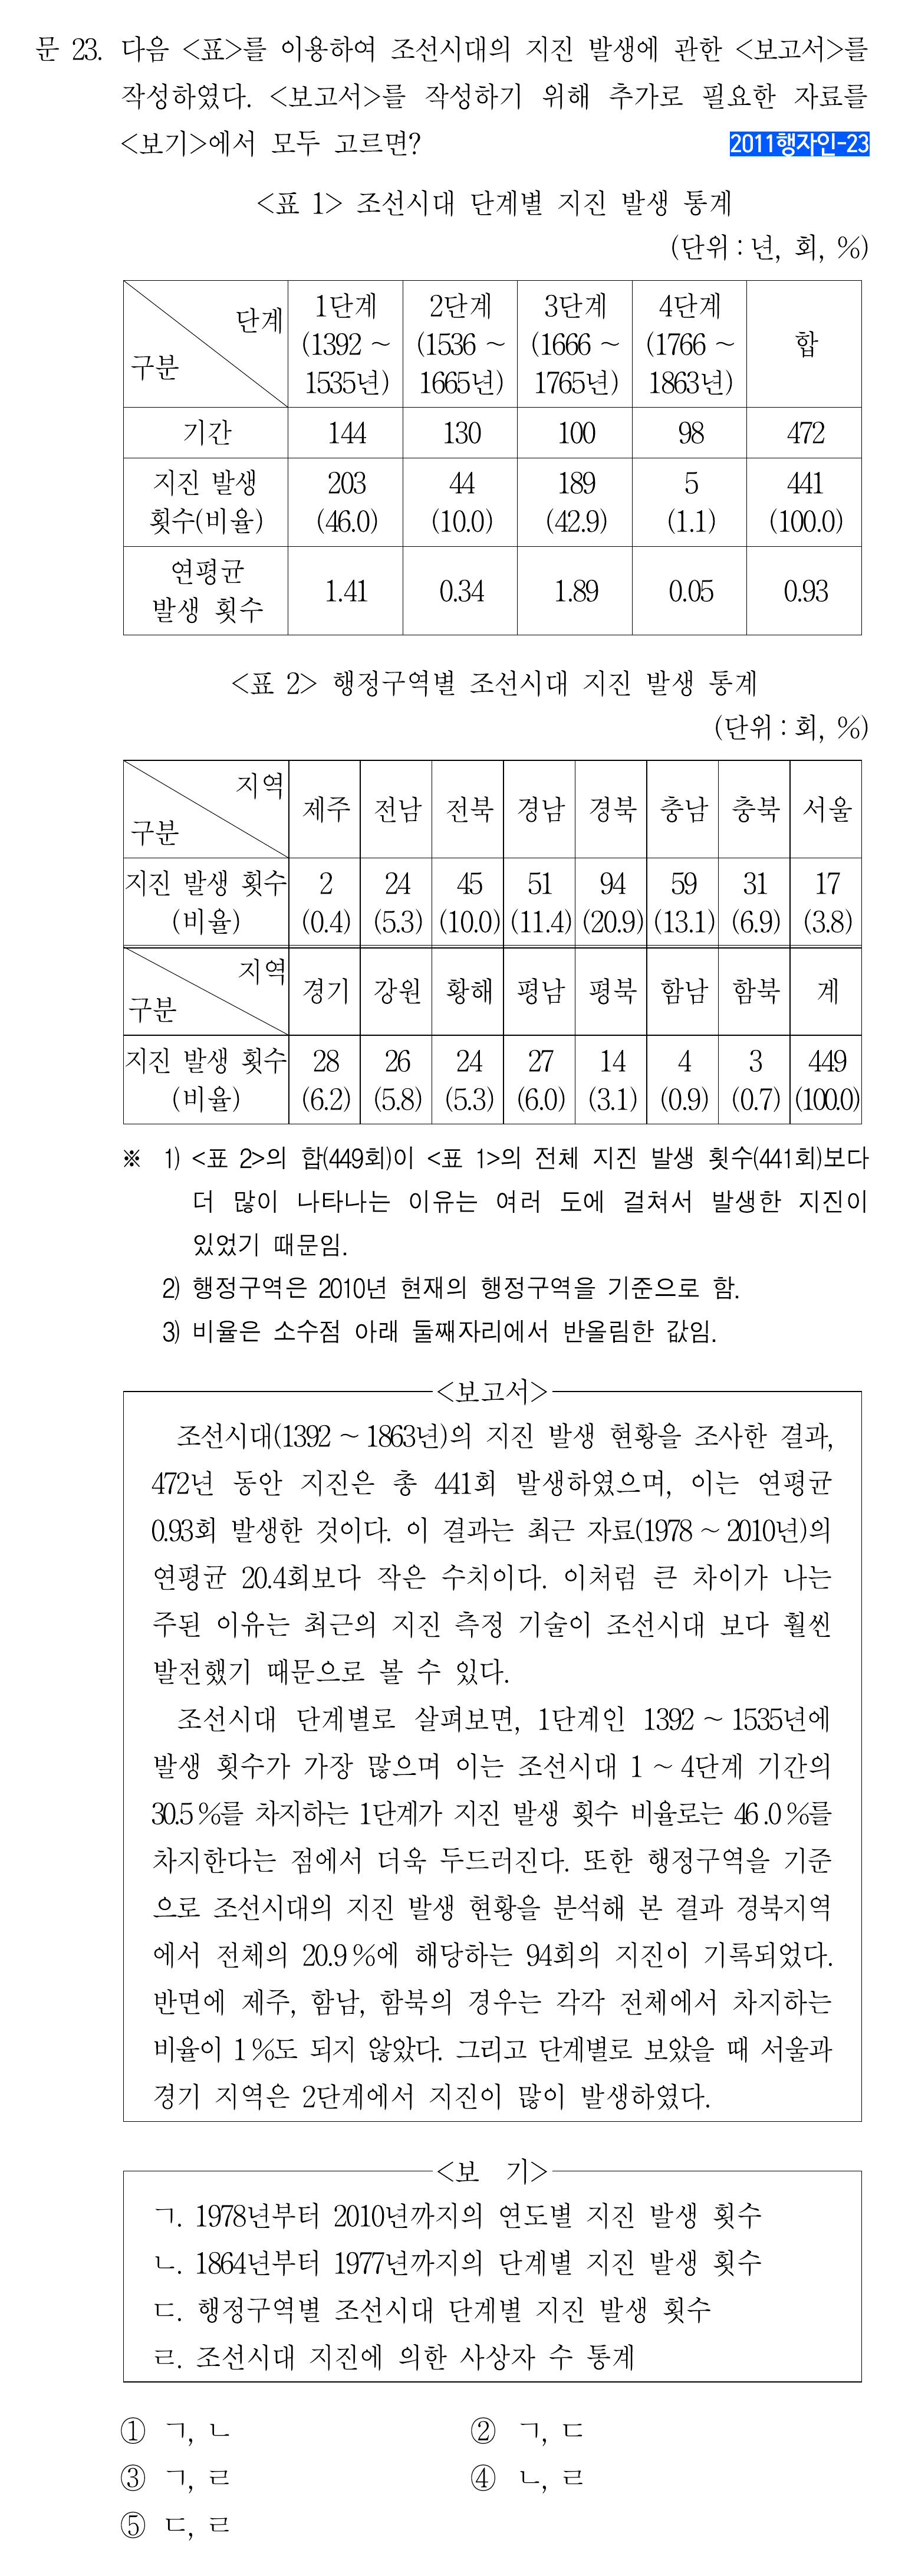 문 23. 다음 <표>를 이용하여 조선시대의 지진 발생에 관한 <보고서>를
작성하였다. <보고서>를 작성하기 위해 추가로 필요한 자료를
<보기>에서 모두 고르면?
2011행자인-23
<표 1> 조선시대 단계별 지진 발생 통계
(단위 : 년, 회, %)
단계
구분
1단계 (1392 ~ 1535년)
2단계 (1536 ~ 1665년)
3단계 (1666 ~ 1765년)
4단계 (1766 ~ 1863년)
합
기간 144 130 100 98 472
지진 발생 횟수(비율) 203 (46.0) 44 (10.0) 189 (42.9) 5 (1.1) 441 (100.0)
연평균 발생 횟수 1.41 0.34 1.89 0.05 0.93
<표 2> 행정구역별 조선시대 지진 발생 통계
(단위 : 회, %)
지역
구분
제주 전남 전북 경남 경북 충남 충북 서울
지진 발생 횟수 2 24 45 51 94 59 31 17
(비율) (0.4) (5.3) (10.0) (11.4) (20.9) (13.1) (6.9) (3.8)
지역
구분
경기 강원 황해 평남 평북 함남 함북 계
지진 발생 횟수 28 26 24 27 14 4 3 449
(비율) (6.2) (5.8) (5.3) (6.0) (3.1) (0.9) (0.7) (100.0)
※ 1) <표 2>의 합(449회)이 <표 1>의 전체 지진 발생 횟수(441회)보다
더 많이 나타나는 이유는 여러 도에 걸쳐서 발생한 지진이
있었기 때문임.
2) 행정구역은 2010년 현재의 행정구역을 기준으로 함.
3) 비율은 소수점 아래 둘째자리에서 반올림한 값임.
<보고서>
조선시대(1392 ~ 1863년)의 지진 발생 현황을 조사한 결과,
472년 동안 지진은 총 441회 발생하였으며, 이는 연평균
0.93회 발생한 것이다. 이 결과는 최근 자료(1978 ~ 2010년)의
연평균 20.4회보다 작은 수치이다. 이처럼 큰 차이가 나는
주된 이유는 최근의 지진 측정 기술이 조선시대 보다 훨씬
발전했기 때문으로 볼 수 있다.
조선시대 단계별로 살펴보면, 1단계인 1392 ~ 1535년에
발생 횟수가 가장 많으며 이는 조선시대 1 ~ 4단계 기간의
30.5 %를 차지하는 1단계가 지진 발생 횟수 비율로는 46.0 %를
차지한다는 점에서 더욱 두드러진다. 또한 행정구역을 기준
으로 조선시대의 지진 발생 현황을 분석해 본 결과 경북지역
에서 전체의 20.9 %에 해당하는 94회의 지진이 기록되었다.
반면에 제주, 함남, 함북의 경우는 각각 전체에서 차지하는
비율이 1 %도 되지 않았다. 그리고 단계별로 보았을 때 서울과
경기 지역은 2단계에서 지진이 많이 발생하였다.
<보 기>
ㄱ. 1978년부터 2010년까지의 연도별 지진 발생 횟수
ㄴ. 1864년부터 1977년까지의 단계별 지진 발생 횟수
ㄷ. 행정구역별 조선시대 단계별 지진 발생 횟수
ㄹ. 조선시대 지진에 의한 사상자 수 통계
① ㄱ, ㄴ ② ㄱ, ㄷ
③ ㄱ, ㄹ ④ ㄴ, ㄹ
⑤ ㄷ, ㄹ